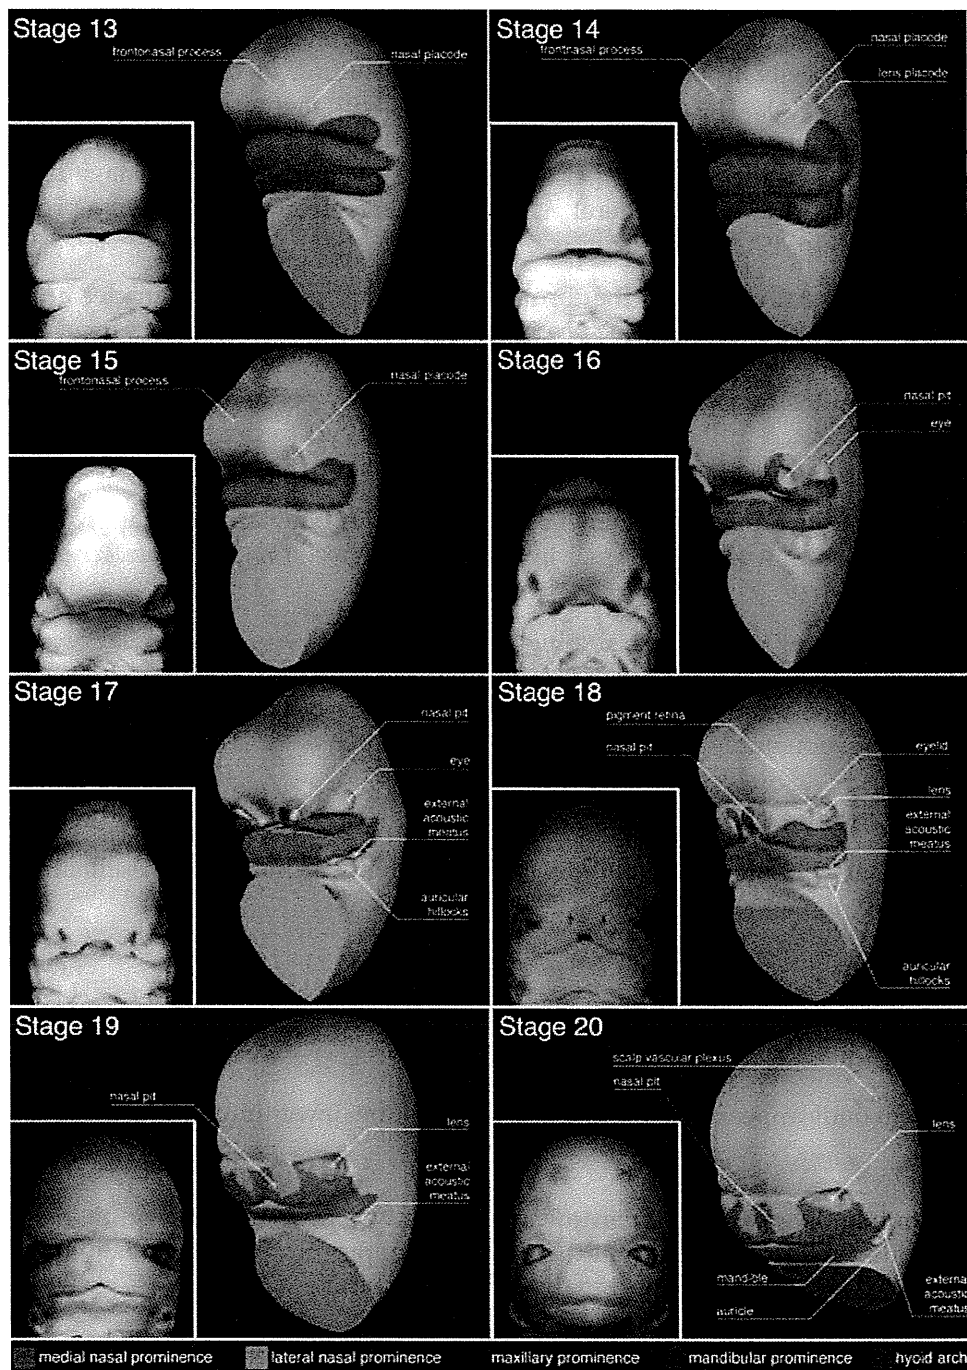 Stage 13
frontonasal process
nasal placode
Stage 14
frontnasal process
nasal placode
lens placode
Stage 15
frontonasal process
nasal placode
Stage 16
nasal pit
eye
Stage 17
nasal pit
eye
external
acoustic
meatus
auricular
hillocks
Stage 18
pigment retina
nasal pit
eyelid
lens
external
acoustic
meatus
auricular
hillocks
Stage 19
nasal pit
lens
external
acoustic
meatus
Stage 20
scalp vascular plexus
nasal pit
lens
mandible
auricle
external
acoustic
meatus
medial nasal prominence lateral nasal prominence maxillary prominence mandibular prominence hyoid arch